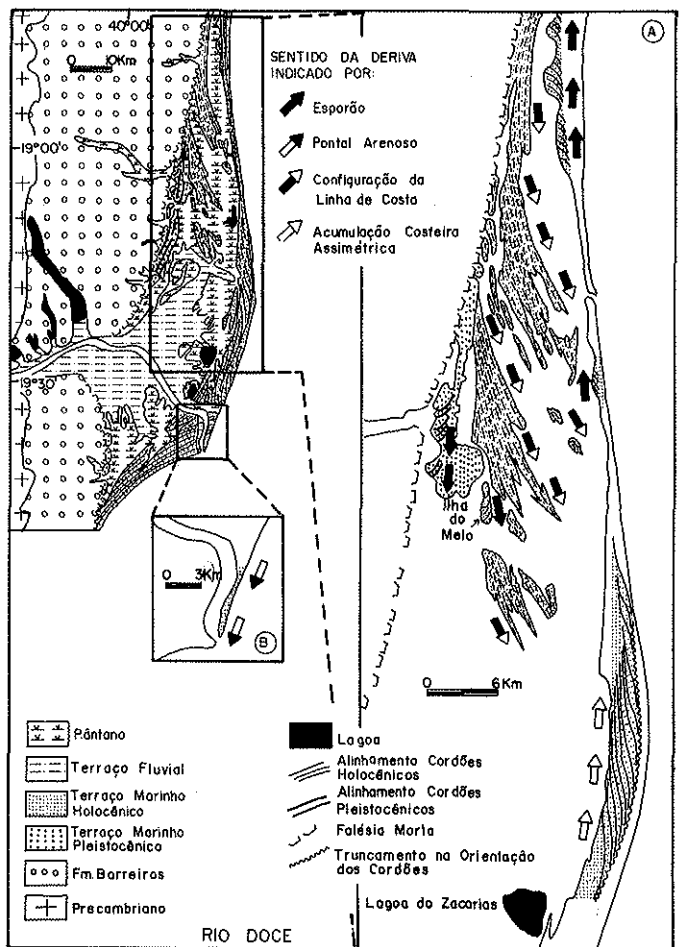 40°00'
0 10Km
19°00'
19°30'
SENTIDO DA DERIVA
INDICADO POR:
Esporão
Pontal Arenoso
Configuração da
Linha de Costa
Acumulação Costeira
Assimétrica
A
Ilha
do
Melo
0 6Km
0 3Km
B
Pântano
Terraço Fluvial
Terraço Marinho
Holocênico
Terraço Marinho
Pleistocênico
Fm. Barreiros
Precambriano
Lagoa
Alinhamento Cordões
Holocênicos
Alinhamento Cordões
Pleistocênicos
Falésia Morta
Truncamento na Orientação
dos Cordões
Lagoa do Zacarias
RIO DOCE